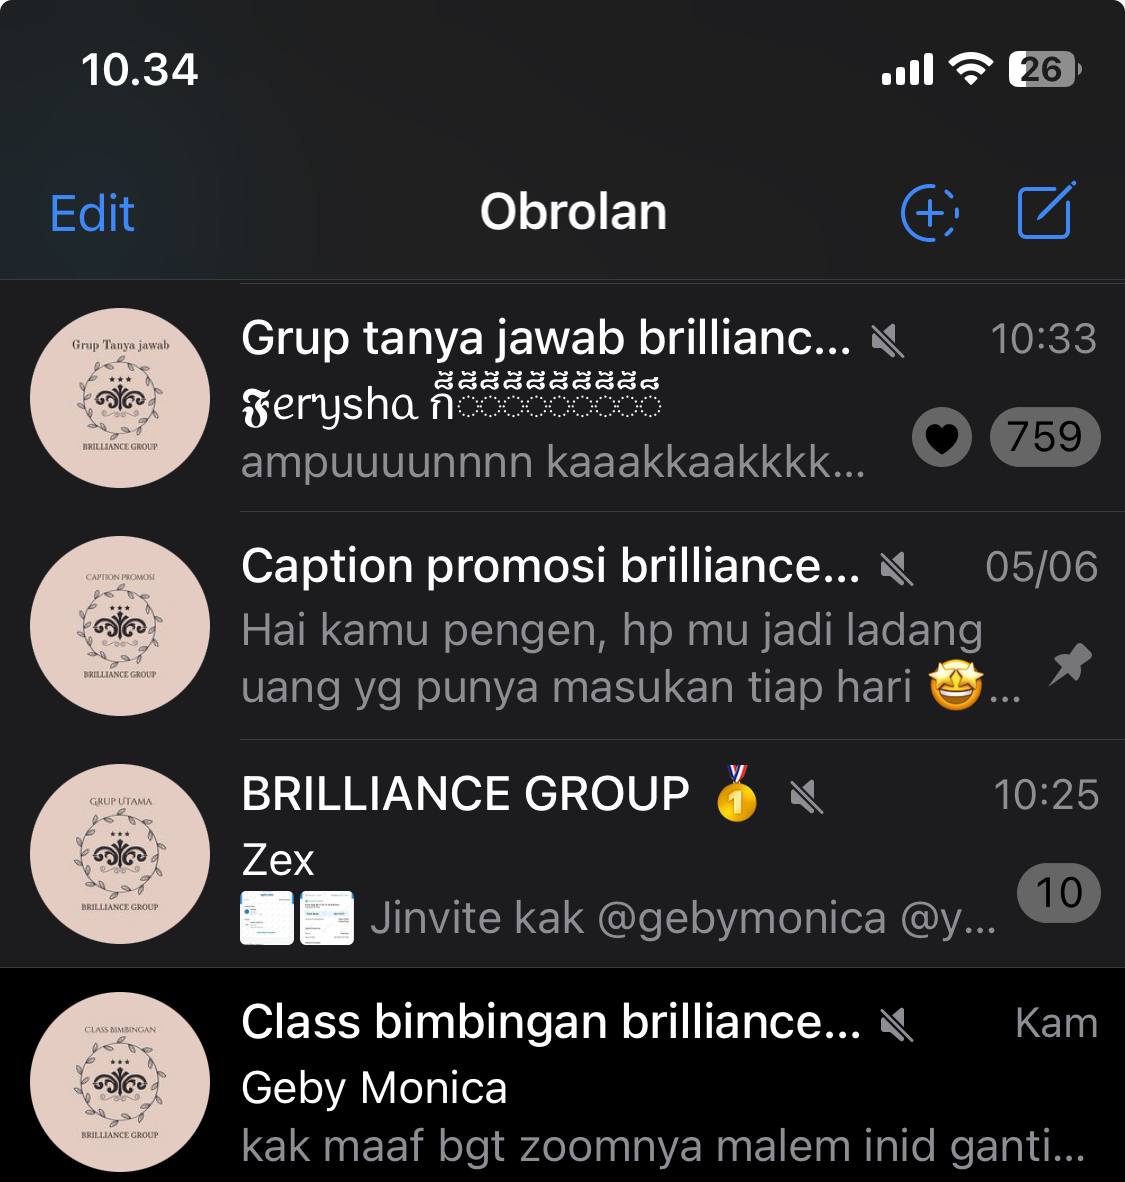 10.34
26
Edit
Obrolan
Grup Tanya jawab
BRILLIANCE GROUP
Grup tanya jawab brillianc...
10:33
𝕱erysha ก็็็็็็็็็
ampuuuunnnn kaaakkaakkkk...
759
CAPTION PROMOSI
BRILLIANCE GROUP
Caption promosi brilliance...
05/06
Hai kamu pengen, hp mu jadi ladang
uang yg punya masukan tiap hari 🤩...
GRUP UTAMA
BRILLIANCE GROUP
BRILLIANCE GROUP 🥇
10:25
Zex
Jinvite kak @gebymonica @y...
10
CLASS BIMBINGAN
BRILLIANCE GROUP
Class bimbingan brilliance...
Kam
Geby Monica
kak maaf bgt zoomnya malem inid ganti...